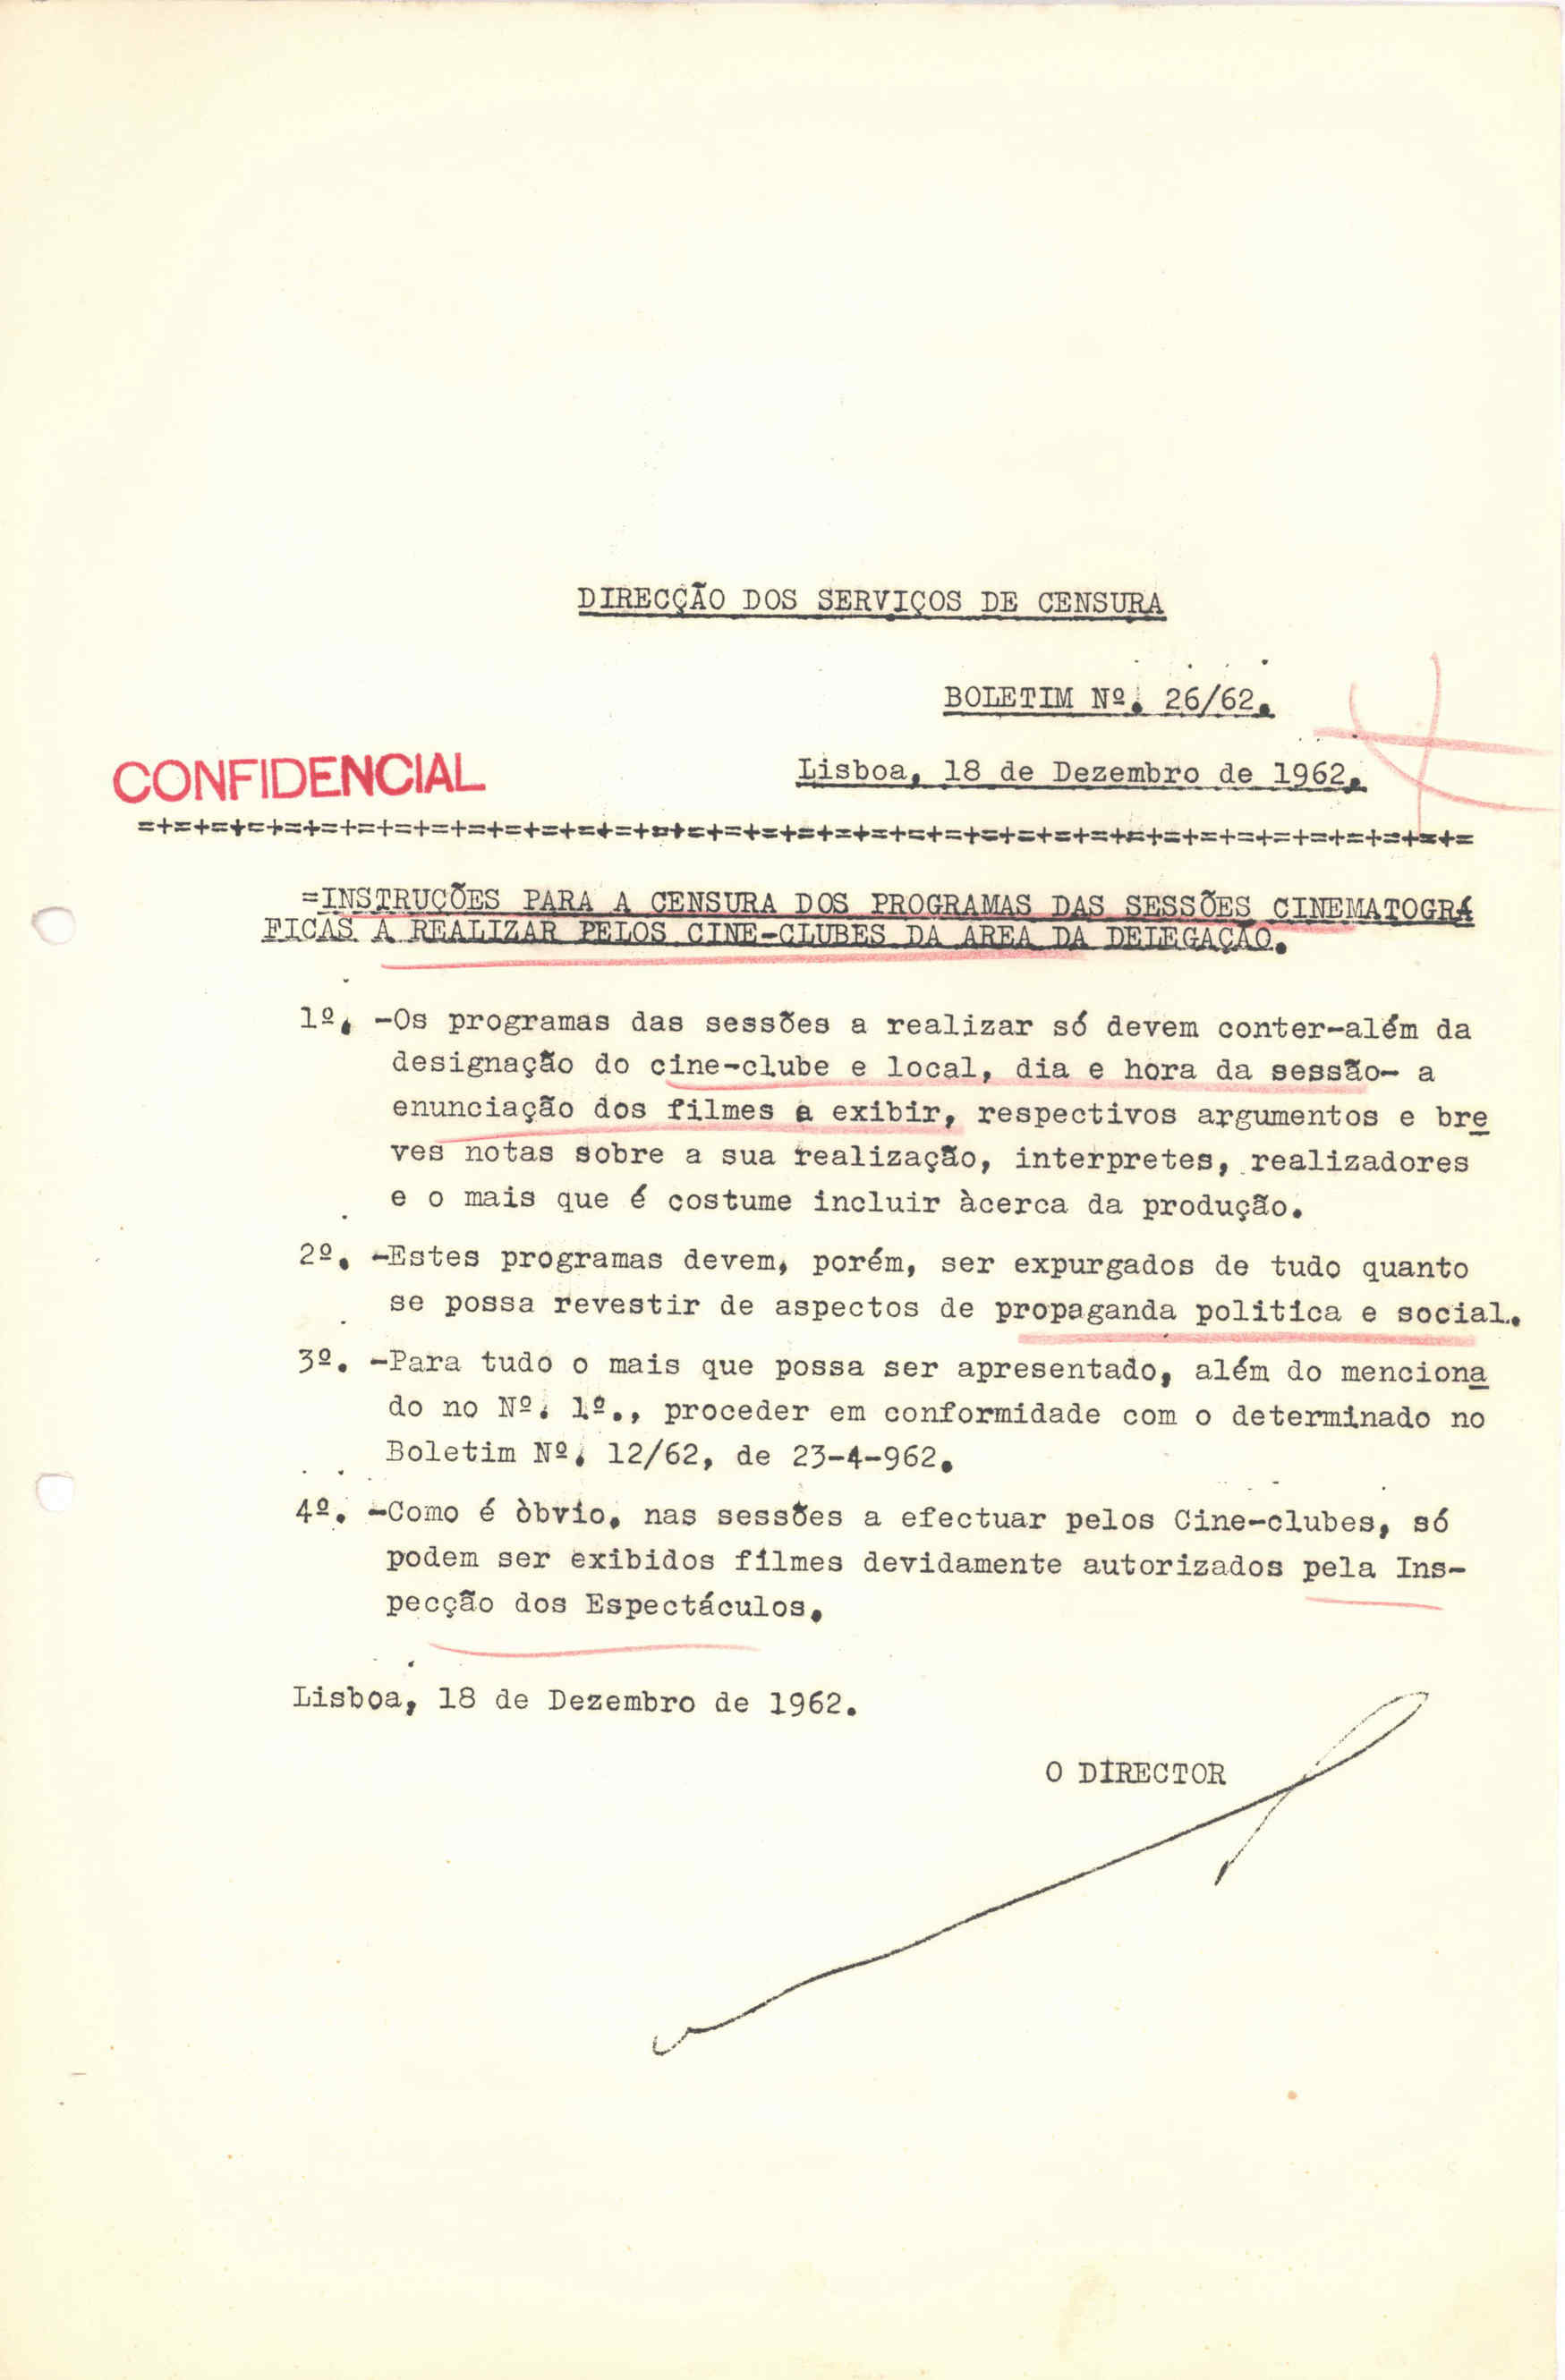 DIRECÇÃO DOS SERVIÇOS DE CENSURA
BOLETIM Nº. 26/62.
CONFIDENCIAL
Lisboa, 18 de Dezembro de 1962.
=+=+=+=+=+=+=+=+=+=+=+=+=+=+=+=+=+=+=+=+=+=+=+=+=+=+=+=+=+=+=+=+=+=+=+=+=
=INSTRUÇÕES PARA A CENSURA DOS PROGRAMAS DAS SESSÕES CINEMATOGRÁ
FICAS A REALIZAR PELOS CINE-CLUBES DA AREA DA DELEGAÇÃO.
1º. -Os programas das sessões a realizar só devem conter-além da
designação do cine-clube e local, dia e hora da sessão- a
enunciação dos filmes a exibir, respectivos argumentos e bre
ves notas sobre a sua realização, interpretes, realizadores
e o mais que é costume incluir àcerca da produção.
2º. -Estes programas devem, porém, ser expurgados de tudo quanto
se possa revestir de aspectos de propaganda politica e social.
3º. -Para tudo o mais que possa ser apresentado, além do menciona
do no Nº. 1º., proceder em conformidade com o determinado no
Boletim Nº. 12/62, de 23-4-962.
4º. -Como é òbvio, nas sessões a efectuar pelos Cine-clubes, só
podem ser exibidos filmes devidamente autorizados pela Ins-
pecção dos Espectáculos.
Lisboa, 18 de Dezembro de 1962.
O DIRECTOR